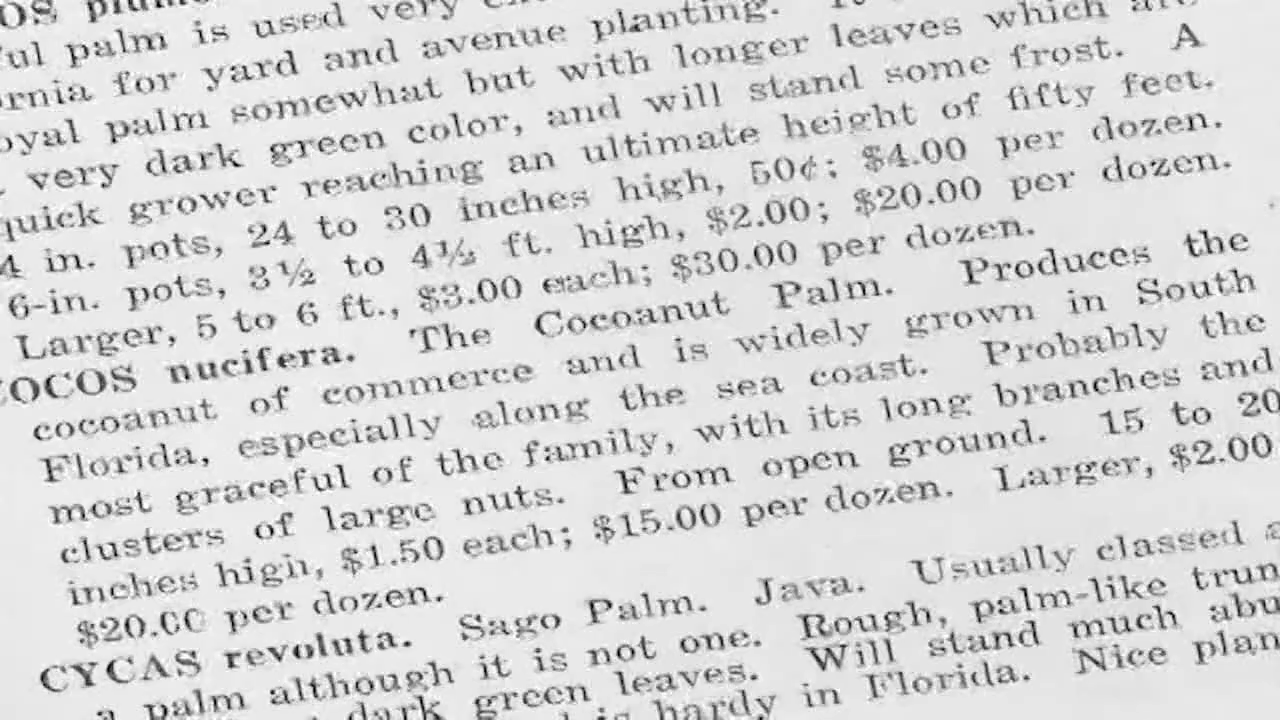 OS plumo
ful palm is used very
rnia for yard and avenue planting.
oyal palm somewhat but with longer leaves which are
very dark green color, and will stand some frost. A
quick grower reaching an ultimate height of fifty feet.
4 in. pots, 24 to 30 inches high, 50¢; $4.00 per dozen.
6-in. pots, 3½ to 4½ ft. high, $2.00; $20.00 per dozen.
Larger, 5 to 6 ft., $3.00 each; $30.00 per dozen.
COCOS nucifera. The Cocoanut Palm. Produces the
cocoanut of commerce and is widely grown in South
Florida, especially along the sea coast. Probably the
most graceful of the family, with its long branches and
clusters of large nuts. From open ground. 15 to 20
inches high, $1.50 each; $15.00 per dozen. Larger, $2.00
$20.00 per dozen.
CYCAS revoluta. Sago Palm. Java. Usually classed a
a palm although it is not one. Rough, palm-like trun
dark green leaves. Will stand much abu
is hardy in Florida. Nice plan